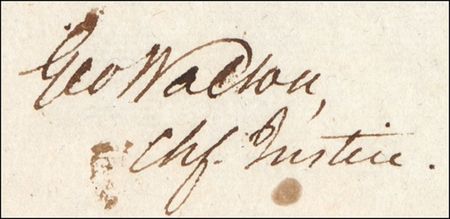 Geo Walton,
Chf. Justice.